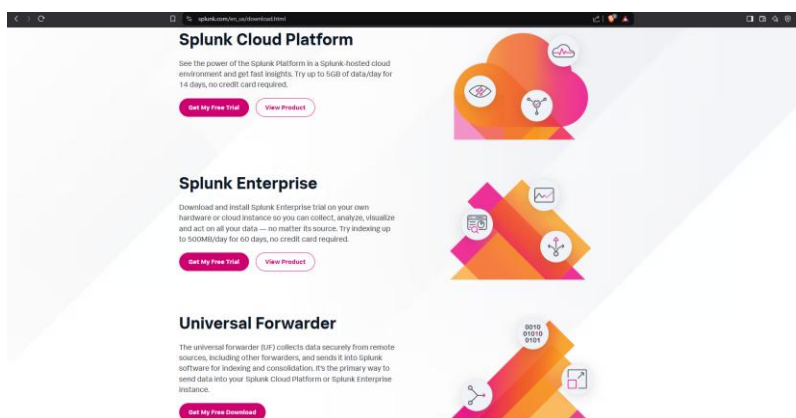 splunk.com/en_us/download.html
Splunk Cloud Platform
See the power of the Splunk Platform in a Splunk-hosted cloud
environment and get fast insights. Try up to 5GB of data/day for
14 days, no credit card required.
Get My Free Trial
View Product
Splunk Enterprise
Download and install Splunk Enterprise trial on your own
hardware or cloud instance so you can collect, analyze, visualize
and act on all your data — no matter its source. Try indexing up
to 500MB/day for 60 days, no credit card required.
Get My Free Trial
View Product
Universal Forwarder
The universal forwarder (UF) collects data securely from remote
sources, including other forwarders, and sends it into Splunk
software for indexing and consolidation. It's the primary way to
send data into your Splunk Cloud Platform or Splunk Enterprise
instance.
Get My Free Download
0010
01010
0101